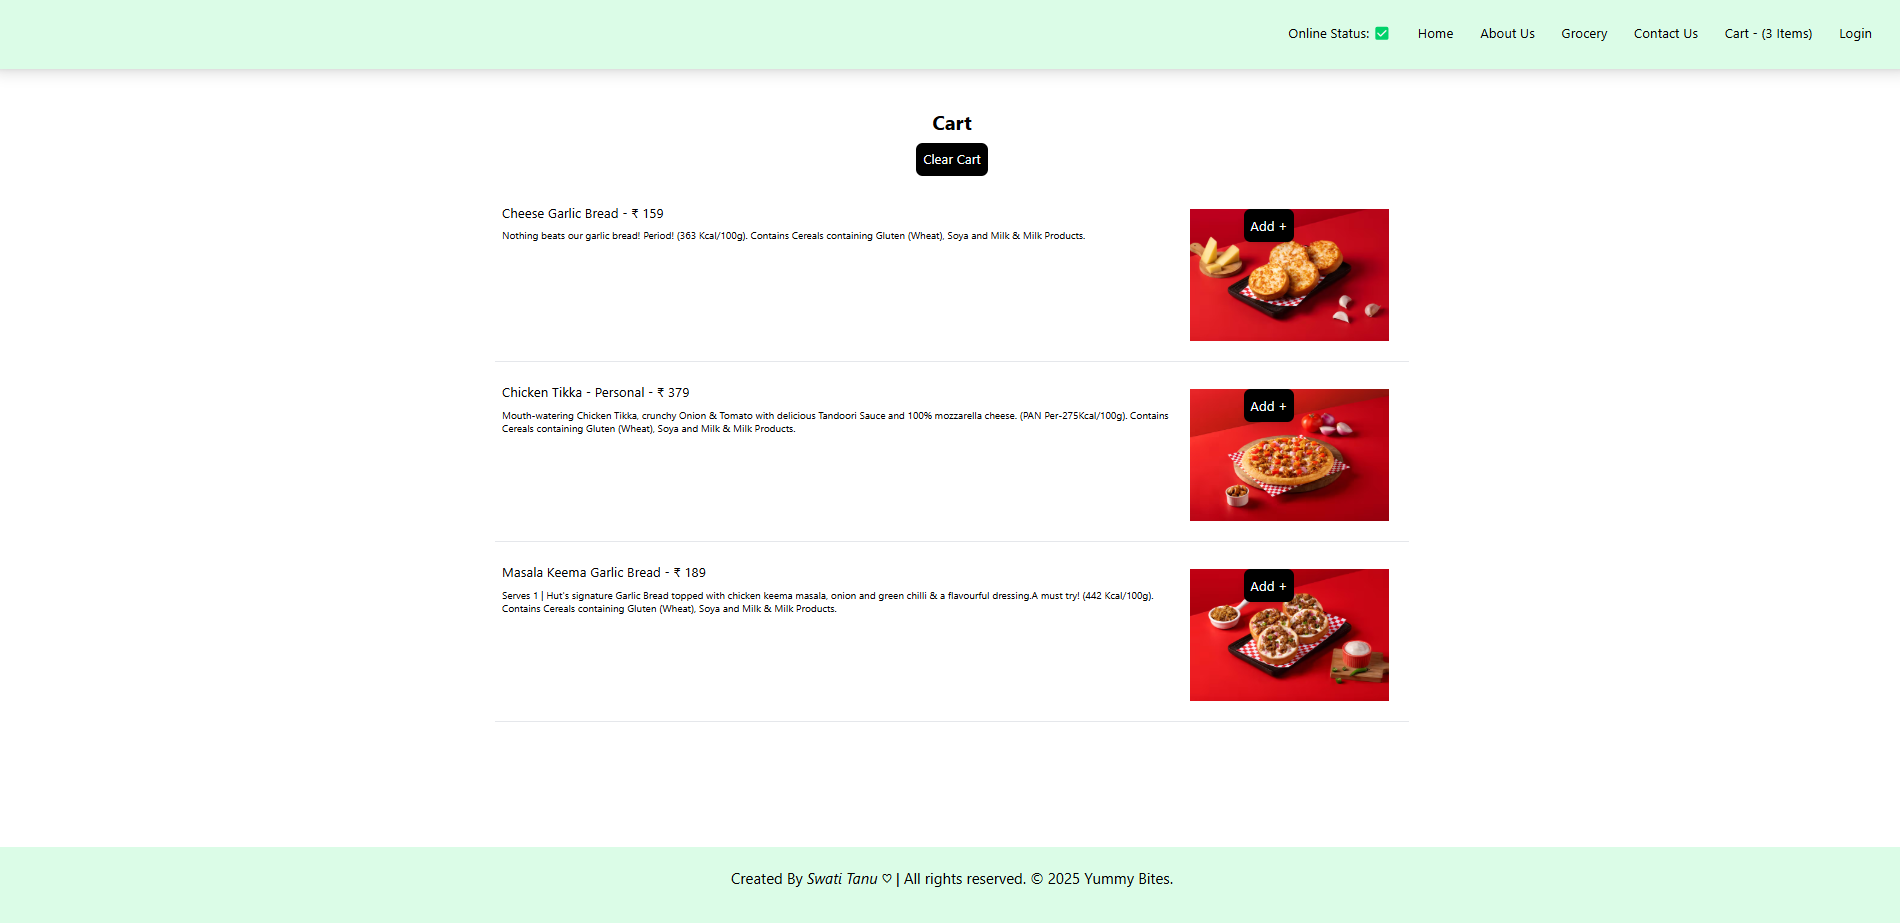 Online Status: ✅ Home About Us Grocery Contact Us Cart - (3 Items) Login
Cart
Clear Cart
Cheese Garlic Bread - ₹ 159
Nothing beats our garlic bread! Period! (363 Kcal/100g). Contains Cereals containing Gluten (Wheat), Soya and Milk & Milk Products.
Add +
Chicken Tikka - Personal - ₹ 379
Mouth-watering Chicken Tikka, crunchy Onion & Tomato with delicious Tandoori Sauce and 100% mozzarella cheese. (PAN Per-275Kcal/100g). Contains
Cereals containing Gluten (Wheat), Soya and Milk & Milk Products.
Add +
Masala Keema Garlic Bread - ₹ 189
Serves 1 | Hut's signature Garlic Bread topped with chicken keema masala, onion and green chilli & a flavourful dressing.A must try! (442 Kcal/100g).
Contains Cereals containing Gluten (Wheat), Soya and Milk & Milk Products.
Add +
Created By Swati Tanu ♡ | All rights reserved. © 2025 Yummy Bites.